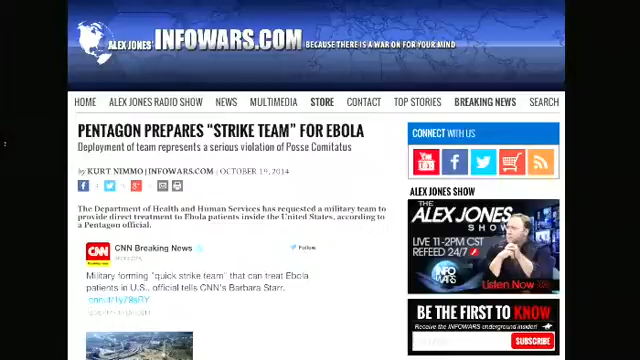 ALEX JONES' INFOWARS.COM BECAUSE THERE IS A WAR ON FOR YOUR MIND
HOME ALEX JONES RADIO SHOW NEWS MULTIMEDIA STORE CONTACT TOP STORIES BREAKING NEWS SEARCH
PENTAGON PREPARES “STRIKE TEAM” FOR EBOLA
Deployment of team represents a serious violation of Posse Comitatus
by KURT NIMMO | INFOWARS.COM | OCTOBER 19, 2014
The Department of Health and Human Services has requested a military team to
provide direct treatment to Ebola patients inside the United States, according to
a Pentagon official.
CNN
CNN Breaking News
Follow
Military forming "quick strike team" that can treat Ebola
patients in U.S., official tells CNN's Barbara Starr.
CONNECT WITH US
You
ALEX JONES SHOW
THE
ALEX JONES
SHOW
LIVE 11-2PM CST
REFEED 24/7
INFO
WARS
Listen Now
BE THE FIRST TO KNOW
Receive the INFOWARS underground insider!
SUBSCRIBE